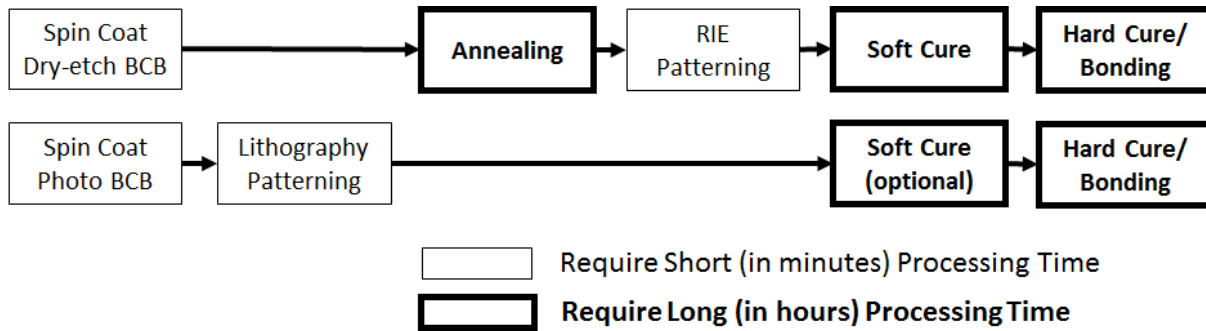 Spin Coat
Dry-etch BCB
Annealing
RIE
Patterning
Soft Cure
Hard Cure/
Bonding
Spin Coat
Photo BCB
Lithography
Patterning
Soft Cure
(optional)
Hard Cure/
Bonding
Require Short (in minutes) Processing Time
Require Long (in hours) Processing Time